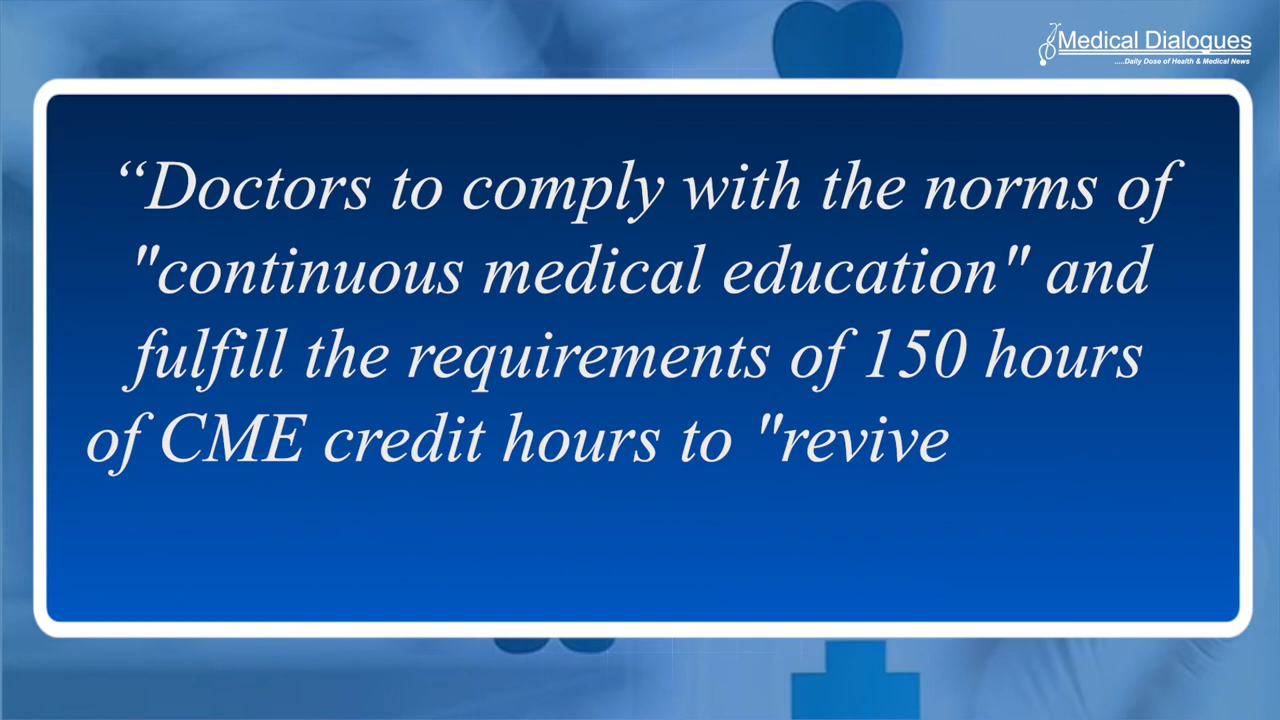 Medical Dialogues
.....Daily Dose of Health & Medical News
“Doctors to comply with the norms of
"continuous medical education" and
fulfill the requirements of 150 hours
of CME credit hours to "revive